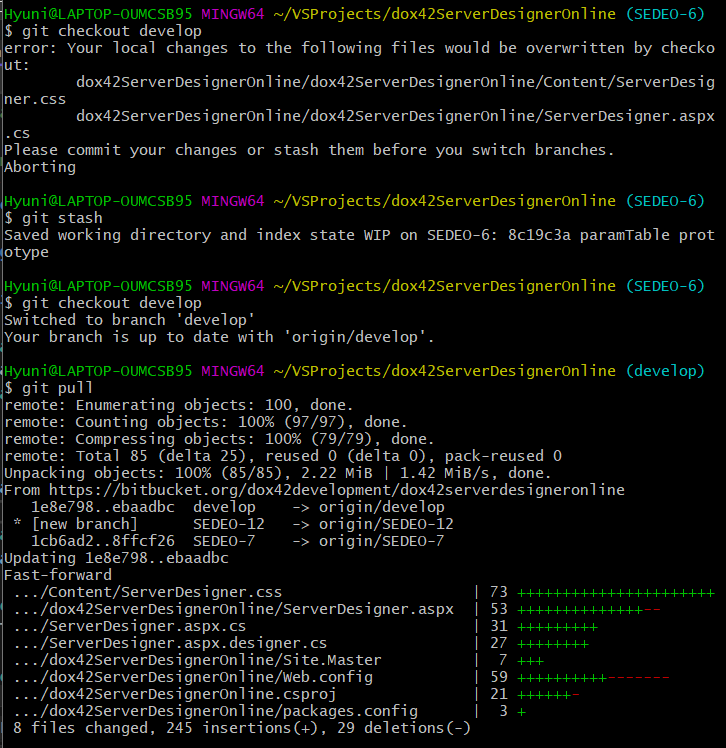 Hyuni@LAPTOP-OUMCSB95 MINGW64 ~/VSProjects/dox42ServerDesignerOnline (SEDEO-6)
$ git checkout develop
error: Your local changes to the following files would be overwritten by checko
ut:
        dox42ServerDesignerOnline/dox42ServerDesignerOnline/Content/ServerDesig
ner.css
        dox42ServerDesignerOnline/dox42ServerDesignerOnline/ServerDesigner.aspx
.cs
Please commit your changes or stash them before you switch branches.
Aborting

Hyuni@LAPTOP-OUMCSB95 MINGW64 ~/VSProjects/dox42ServerDesignerOnline (SEDEO-6)
$ git stash
Saved working directory and index state WIP on SEDEO-6: 8c19c3a paramTable prot
otype

Hyuni@LAPTOP-OUMCSB95 MINGW64 ~/VSProjects/dox42ServerDesignerOnline (SEDEO-6)
$ git checkout develop
Switched to branch 'develop'
Your branch is up to date with 'origin/develop'.

Hyuni@LAPTOP-OUMCSB95 MINGW64 ~/VSProjects/dox42ServerDesignerOnline (develop)
$ git pull
remote: Enumerating objects: 100, done.
remote: Counting objects: 100% (97/97), done.
remote: Compressing objects: 100% (79/79), done.
remote: Total 85 (delta 25), reused 0 (delta 0), pack-reused 0
Unpacking objects: 100% (85/85), 2.22 MiB | 1.42 MiB/s, done.
From https://bitbucket.org/dox42development/dox42serverdesigneronline
   1e8e798..ebaadbc  develop    -> origin/develop
 * [new branch]      SEDEO-12   -> origin/SEDEO-12
   1cb6ad2..8ffcf26  SEDEO-7    -> origin/SEDEO-7
Updating 1e8e798..ebaadbc
Fast-forward
 .../Content/ServerDesigner.css                     | 73 ++++++++++++++++++++++
 .../dox42ServerDesignerOnline/ServerDesigner.aspx  | 53 ++++++++++++++--
 .../ServerDesigner.aspx.cs                         | 31 +++++++++
 .../ServerDesigner.aspx.designer.cs                | 27 ++++++++
 .../dox42ServerDesignerOnline/Site.Master          |  7 +++
 .../dox42ServerDesignerOnline/Web.config           | 59 ++++++++++-------
 .../dox42ServerDesignerOnline.csproj               | 21 ++++++-
 .../dox42ServerDesignerOnline/packages.config      |  3 +
 8 files changed, 245 insertions(+), 29 deletions(-)